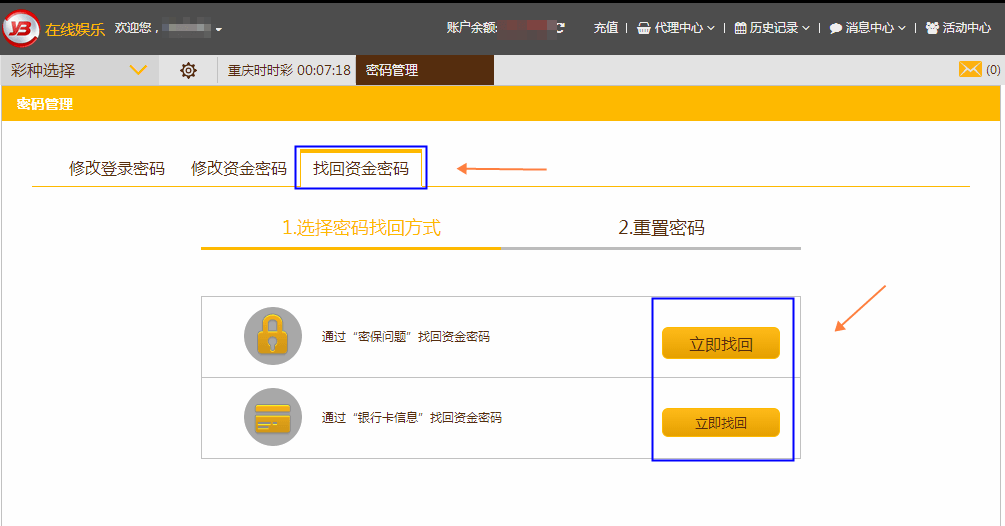 YB 在线娱乐 欢迎您， 账户余额: 充值 代理中心 历史记录 消息中心 活动中心
彩种选择 重庆时时彩 00:07:18 密码管理 (0)
密码管理
修改登录密码 修改资金密码 找回资金密码
1.选择密码找回方式 2.重置密码
通过“密保问题”找回资金密码 立即找回
通过“银行卡信息”找回资金密码 立即找回